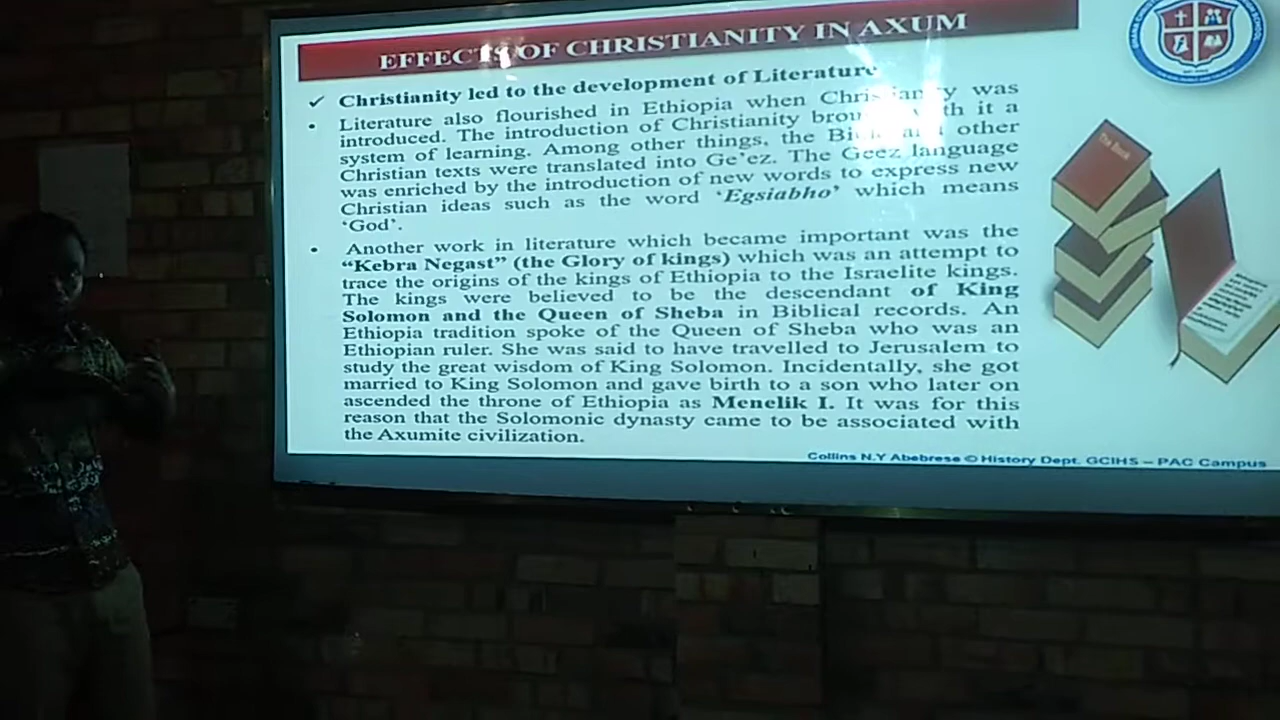 EFFECTS OF CHRISTIANITY IN AXUM
✓ Christianity led to the development of Literature
• Literature also flourished in Ethiopia when Christianity was
introduced. The introduction of Christianity brought with it a
system of learning. Among other things, the Bible and other
Christian texts were translated into Ge’ez. The Geez language
was enriched by the introduction of new words to express new
Christian ideas such as the word ‘Egsiabho’ which means
‘God’.
• Another work in literature which became important was the
“Kebra Negast” (the Glory of kings) which was an attempt to
trace the origins of the kings of Ethiopia to the Israelite kings.
The kings were believed to be the descendant of King
Solomon and the Queen of Sheba in Biblical records. An
Ethiopia tradition spoke of the Queen of Sheba who was an
Ethiopian ruler. She was said to have travelled to Jerusalem to
study the great wisdom of King Solomon. Incidentally, she got
married to King Solomon and gave birth to a son who later on
ascended the throne of Ethiopia as Menelik I. It was for this
reason that the Solomonic dynasty came to be associated with
the Axumite civilization.
Collins N.Y Abebrese © History Dept. GCIHS – PAC Campus